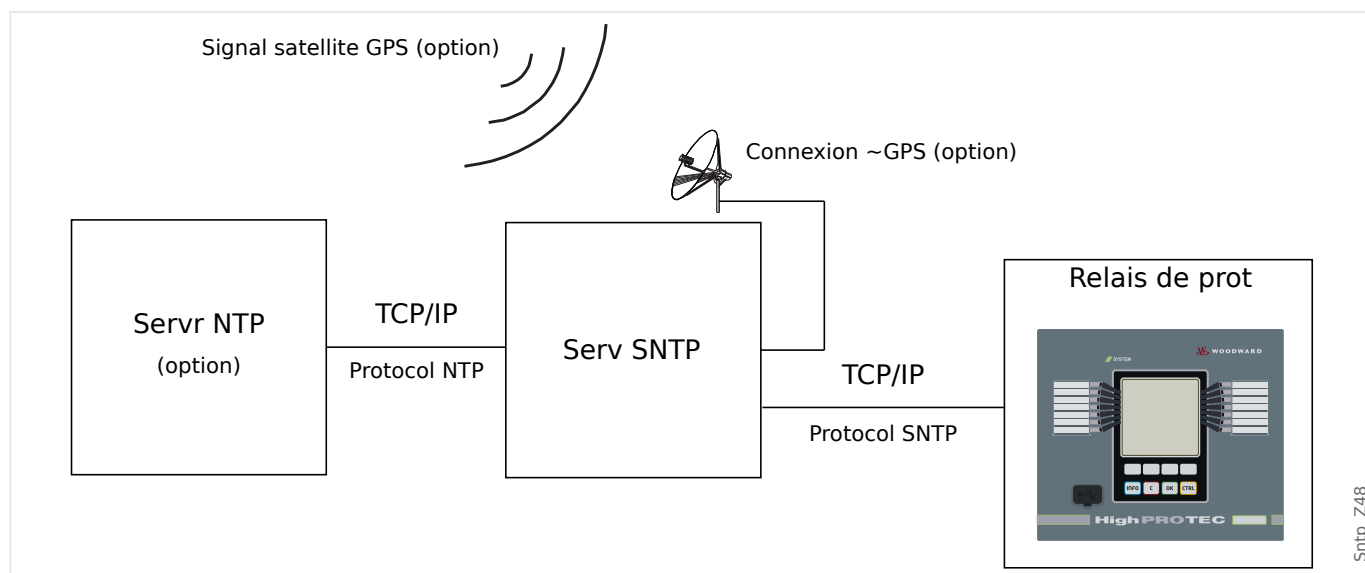 Signal satellite GPS (option)
Connexion ~GPS (option)
Servr NTP
(option)
TCP/IP
Protocol NTP
Serv SNTP
TCP/IP
Protocol SNTP
Relais de prot
SYSTEM
WOODWARD
INFO C OK CTRL
HighPROTEC
Sntp_Z48